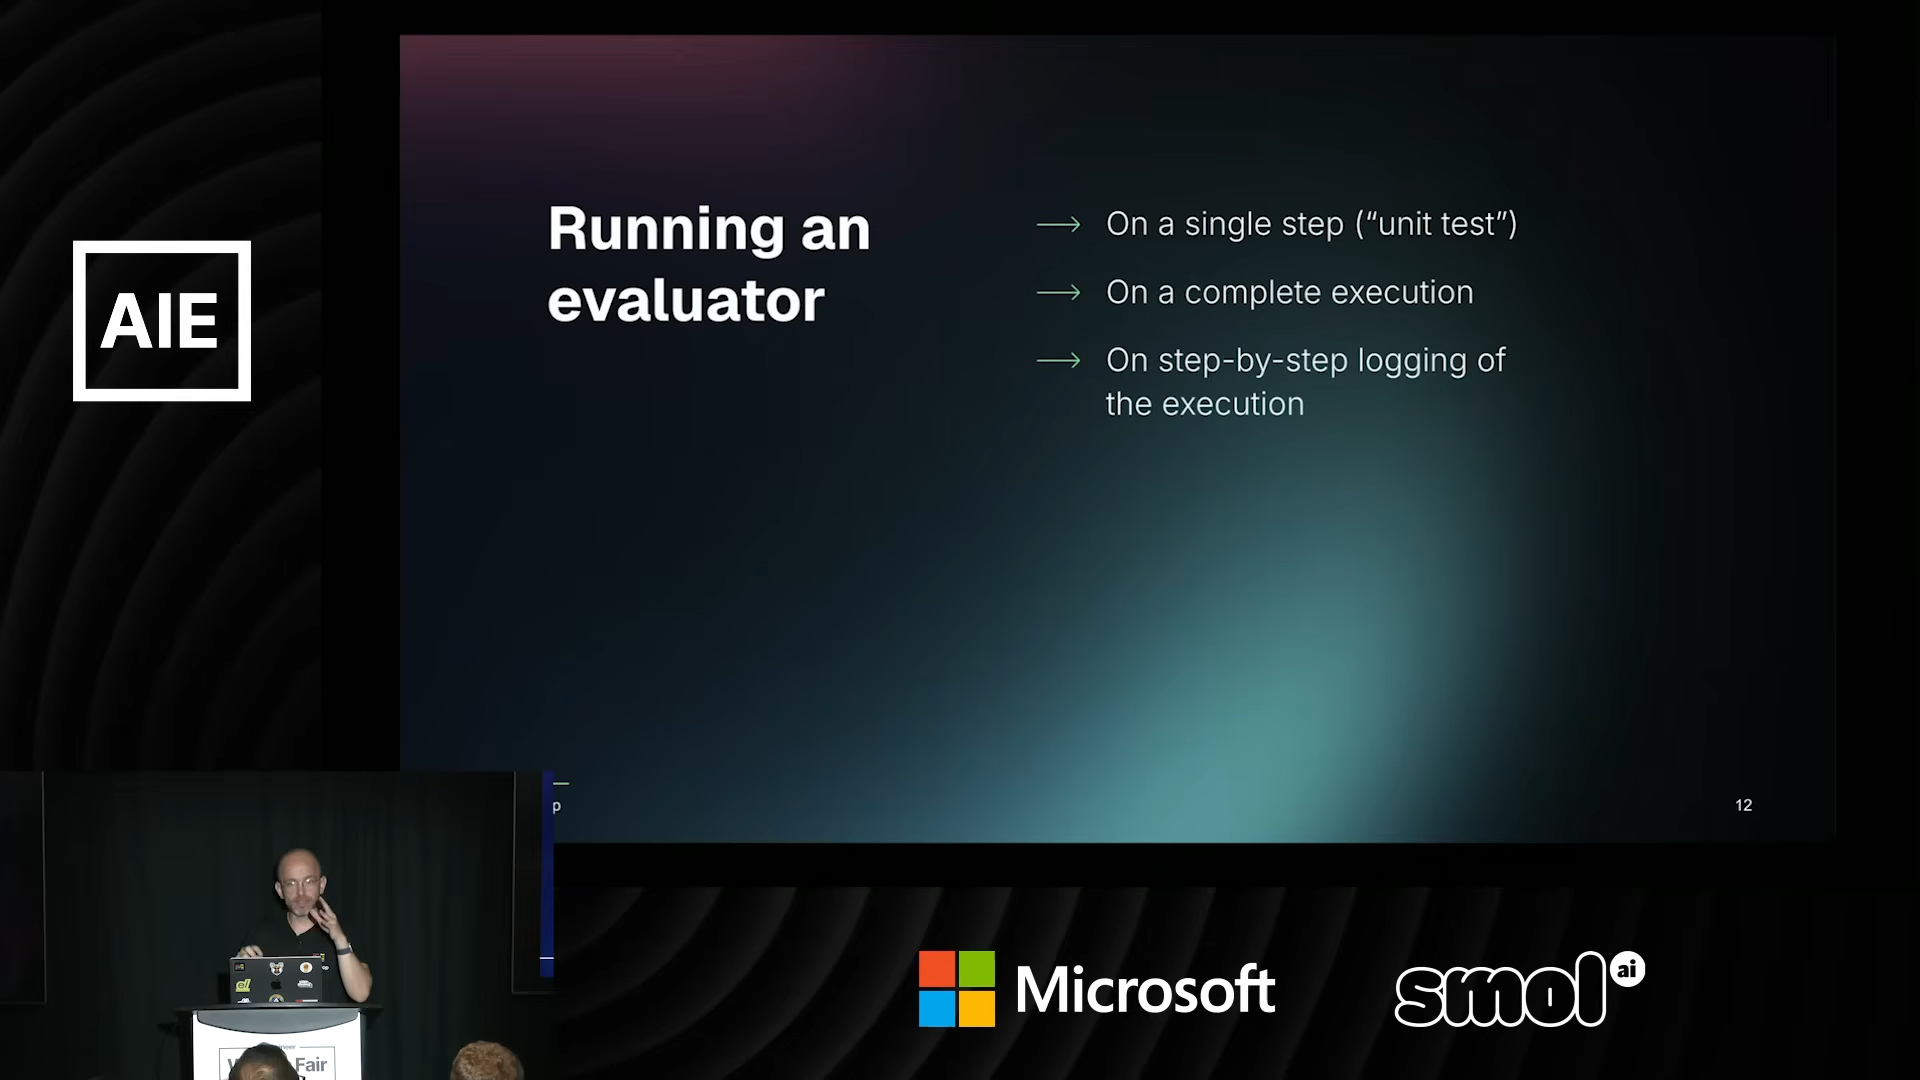 AIE
Running an
evaluator
→ On a single step (“unit test”)
→ On a complete execution
→ On step-by-step logging of
the execution
p
12
Microsoft
smol ai
Fair